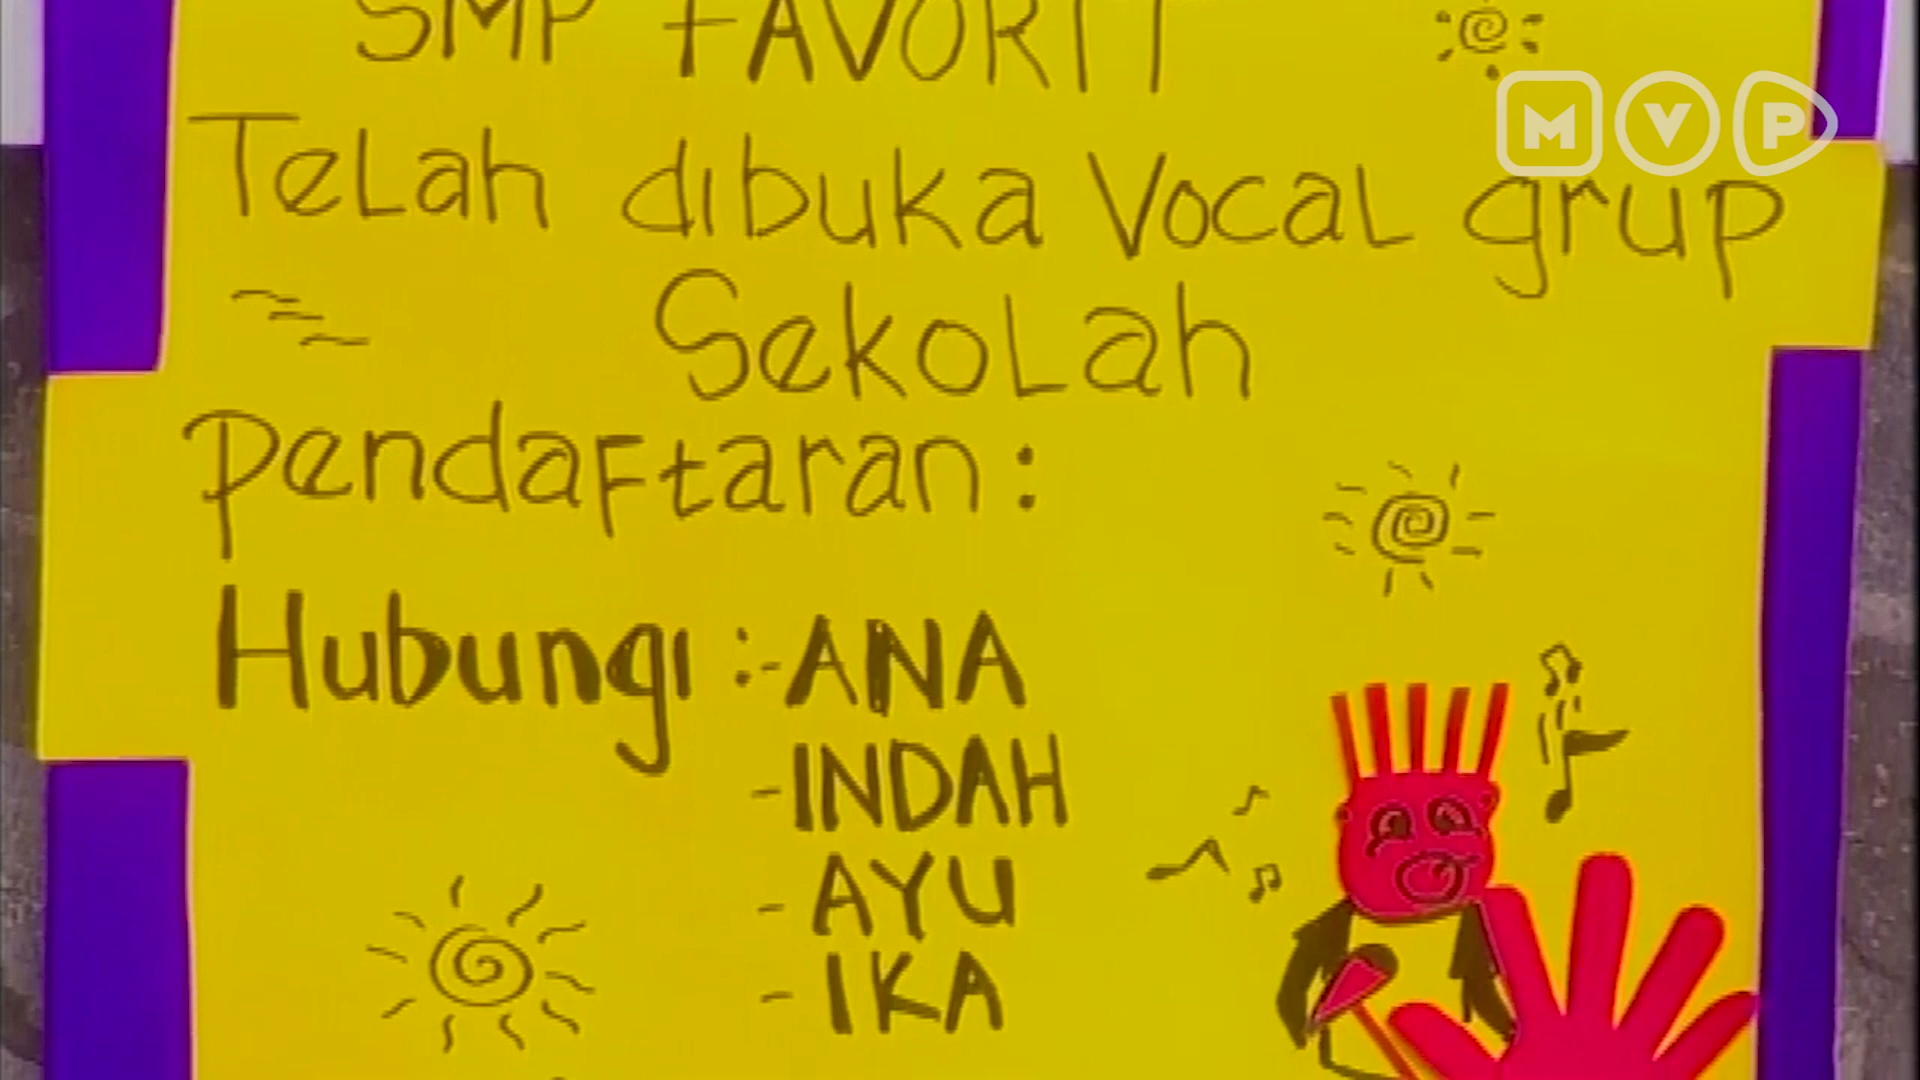 SMP FAVORIT
MVP
TeLah dibuka Vocal grup
SekoLah
PendaFtaran :
Hubungi :- ANA
- INDAH
- AYU
- IKA